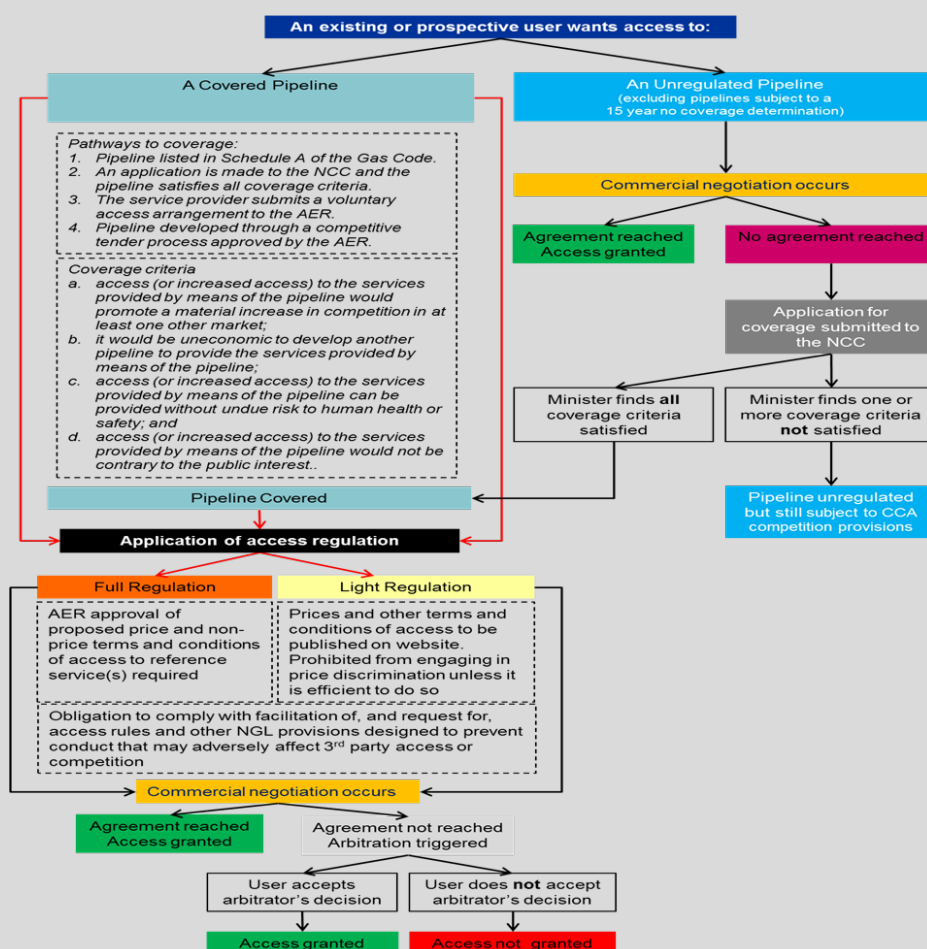 An existing or prospective user wants access to:
A Covered Pipeline
An Unregulated Pipeline
(excluding pipelines subject to a
15 year no coverage determination)
Pathways to coverage:
1. Pipeline listed in Schedule A of the Gas Code.
2. An application is made to the NCC and the
pipeline satisfies all coverage criteria.
3. The service provider submits a voluntary
access arrangement to the AER.
4. Pipeline developed through a competitive
tender process approved by the AER.
Coverage criteria
a. access (or increased access) to the services
provided by means of the pipeline would
promote a material increase in competition in at
least one other market;
b. it would be uneconomic to develop another
pipeline to provide the services provided by
means of the pipeline;
c. access (or increased access) to the services
provided by means of the pipeline can be
provided without undue risk to human health or
safety; and
d. access (or increased access) to the services
provided by means of the pipeline would not be
contrary to the public interest..
Pipeline Covered
Commercial negotiation occurs
Agreement reached
Access granted
No agreement reached
Application for
coverage submitted to
the NCC
Minister finds all
coverage criteria
satisfied
Minister finds one or
more coverage criteria
not satisfied
Pipeline unregulated
but still subject to CCA
competition provisions
Application of access regulation
Full Regulation
Light Regulation
AER approval of
proposed price and non-
price terms and conditions
of access to reference
service(s) required
Prices and other terms and
conditions of access to be
published on website.
Prohibited from engaging in
price discrimination unless it
is efficient to do so
Obligation to comply with facilitation of, and request for,
access rules and other NGL provisions designed to prevent
conduct that may adversely affect 3rd party access or
competition
Commercial negotiation occurs
Agreement reached
Access granted
Agreement not reached
Arbitration triggered
User accepts
arbitrator's decision
User does not accept
arbitrator's decision
Access granted
Access not granted